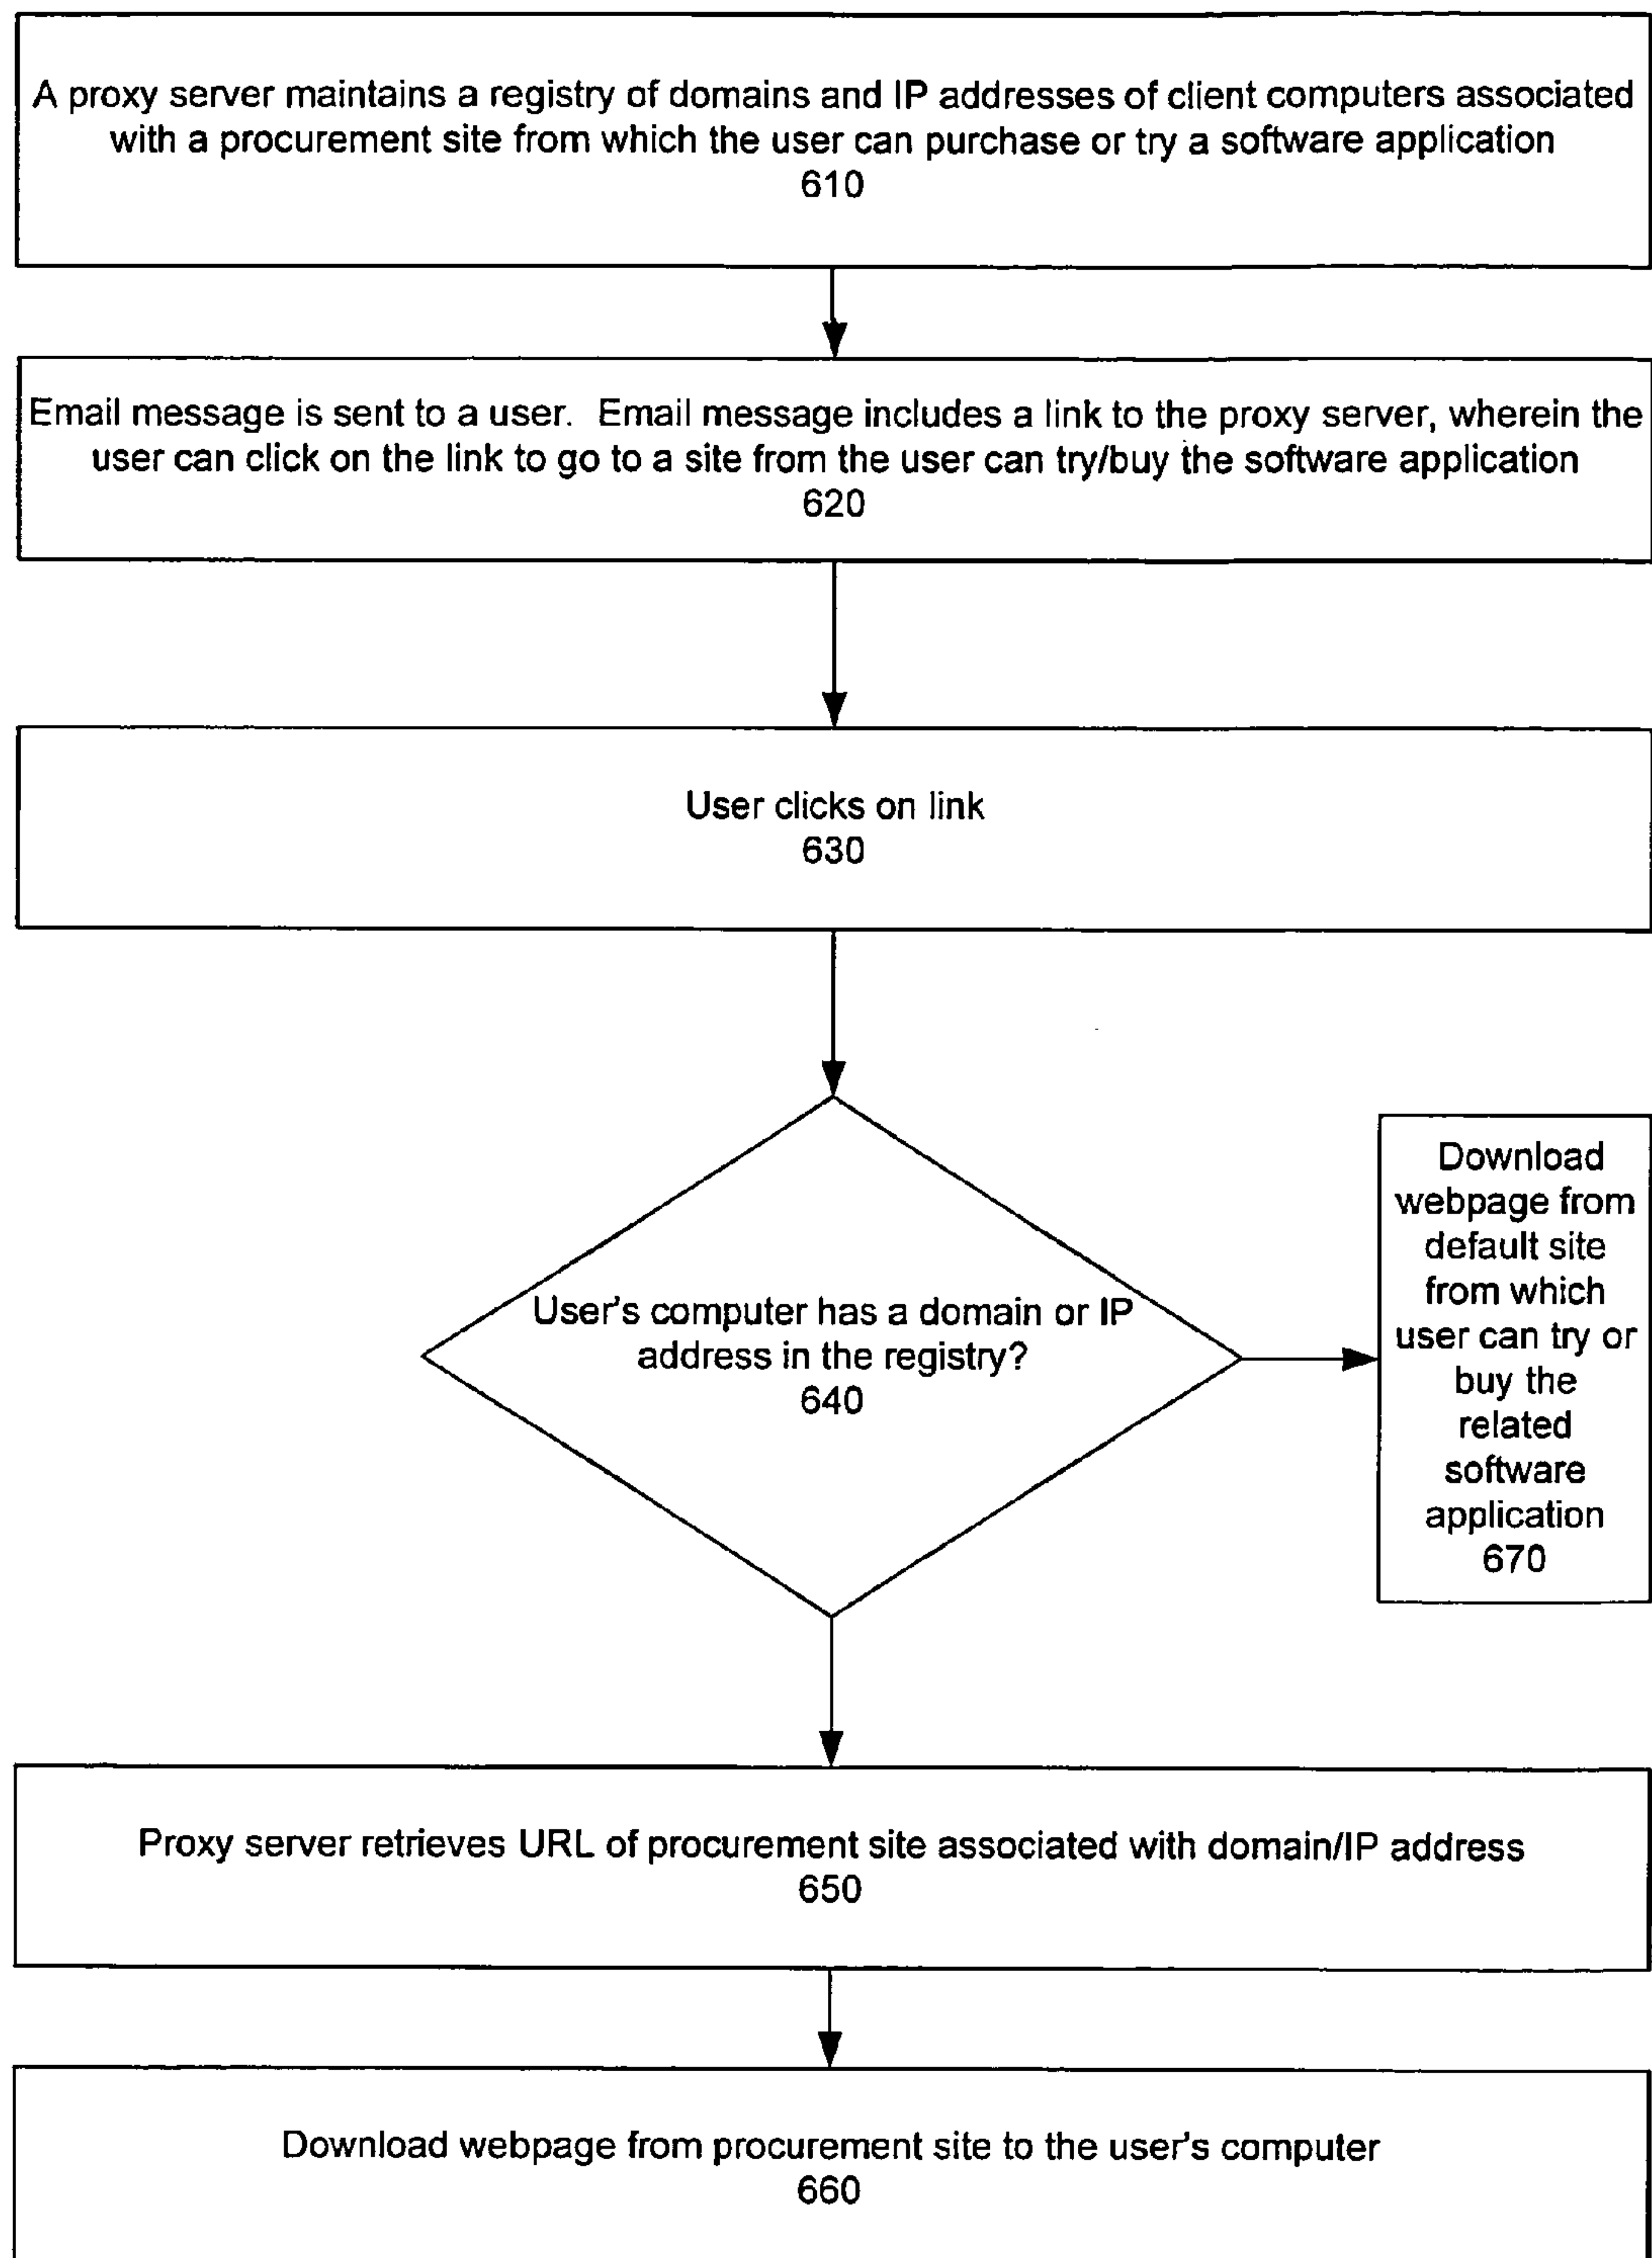 A proxy server maintains a registry of domains and IP addresses of client computers associated
with a procurement site from which the user can purchase or try a software application
610
Email message is sent to a user.  Email message includes a link to the proxy server, wherein the
user can click on the link to go to a site from the user can try/buy the software application
620
User clicks on link
630
User's computer has a domain or IP
address in the registry?
640
Download
webpage from
default site
from which
user can try or
buy the
related
software
application
670
Proxy server retrieves URL of procurement site associated with domain/IP address
650
Download webpage from procurement site to the user's computer
660